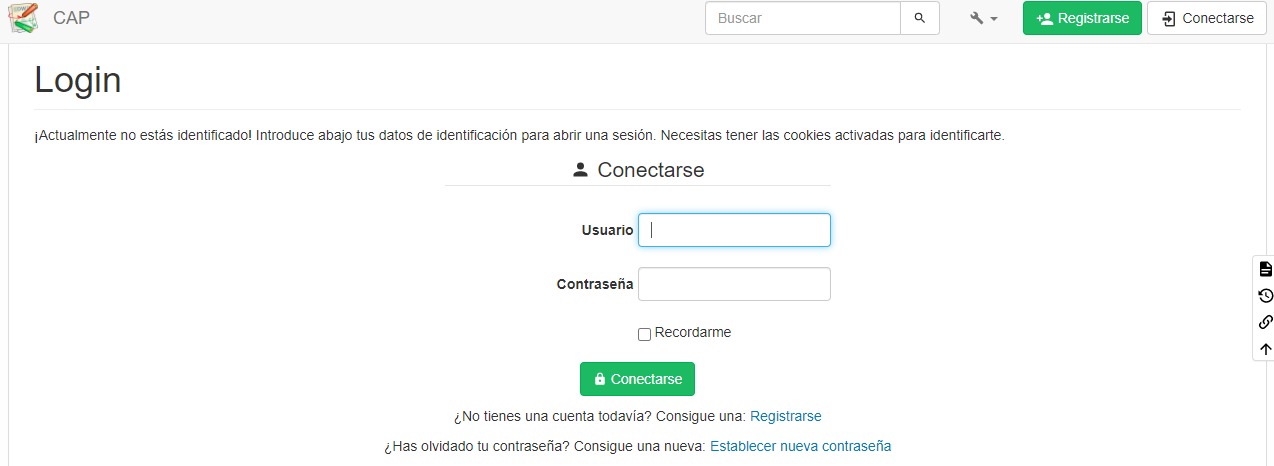 CAP
Buscar
Registrarse
Conectarse
Login
¡Actualmente no estás identificado! Introduce abajo tus datos de identificación para abrir una sesión. Necesitas tener las cookies activadas para identificarte.
Conectarse
Usuario
Contraseña
Recordarme
Conectarse
¿No tienes una cuenta todavía? Consigue una: Registrarse
¿Has olvidado tu contraseña? Consigue una nueva: Establecer nueva contraseña